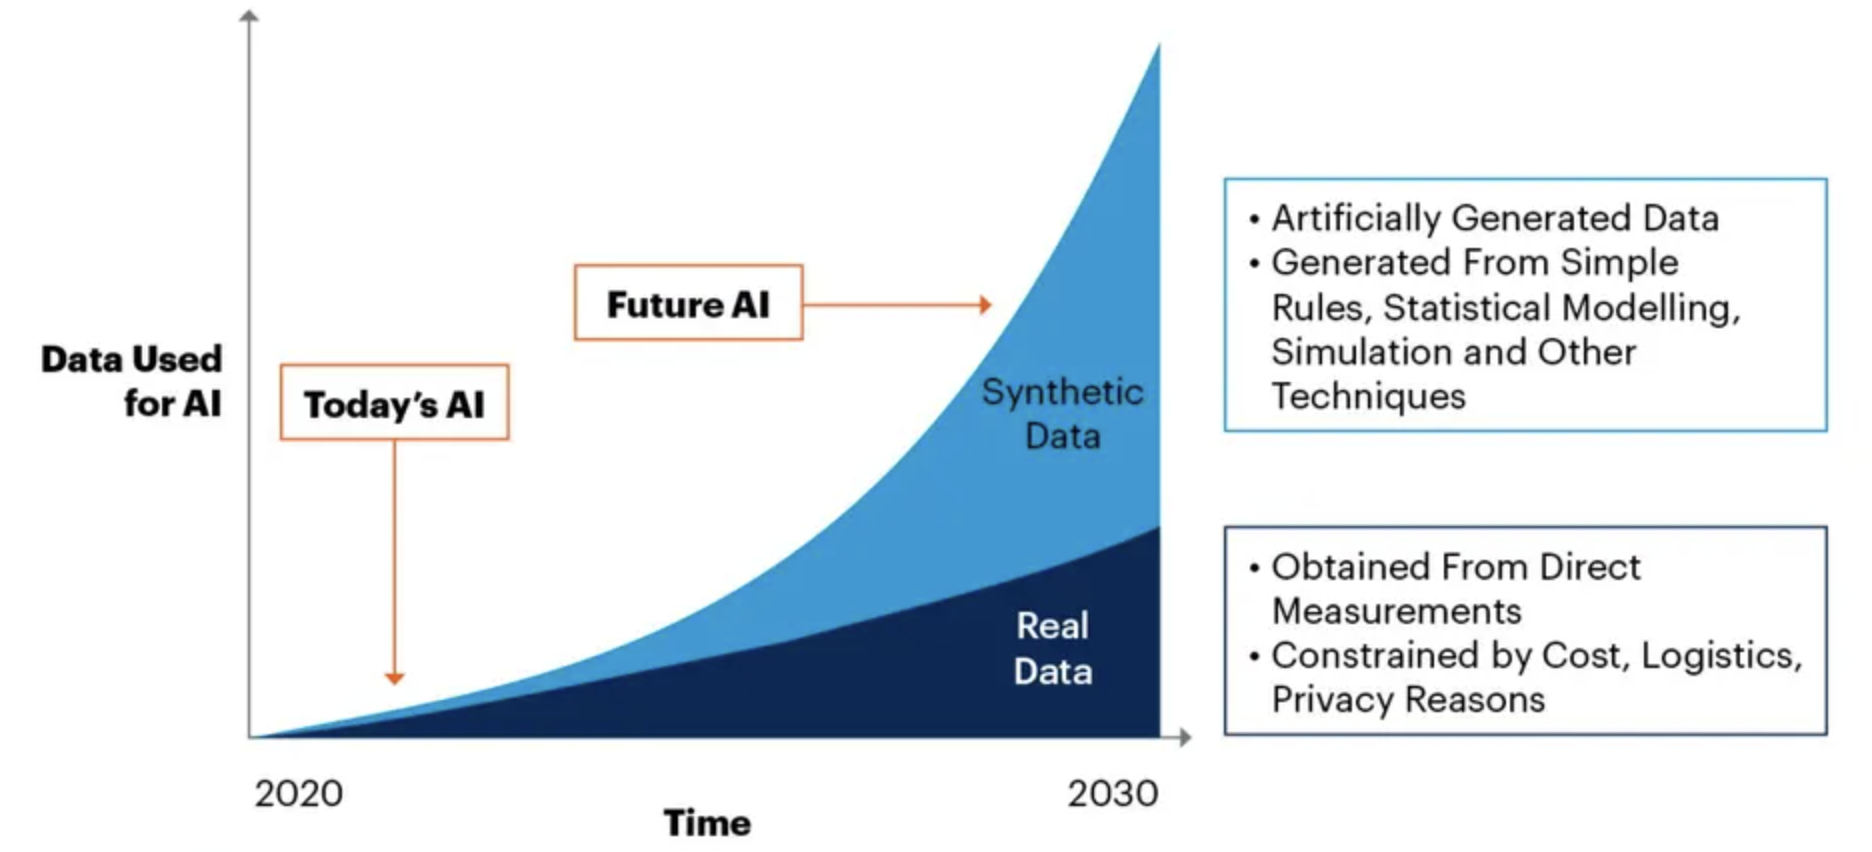 Data Used
for AI
Today's AI
Future AI
Synthetic
Data
Real
Data
2020
2030
Time
• Artificially Generated Data
• Generated From Simple
Rules, Statistical Modelling,
Simulation and Other
Techniques
• Obtained From Direct
Measurements
• Constrained by Cost, Logistics,
Privacy Reasons